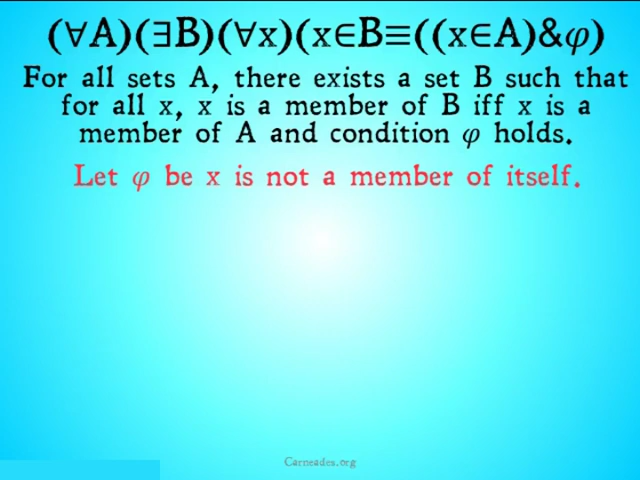 (∀A)(∃B)(∀x)(x∈B≡((x∈A)&φ)
For all sets A, there exists a set B such that
for all x, x is a member of B iff x is a
member of A and condition φ holds.
Let φ be x is not a member of itself.
Carneades.org